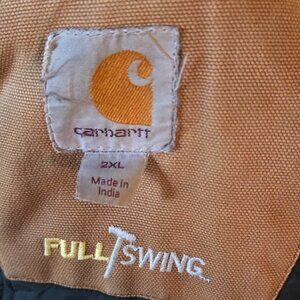 carhartt
2XL
Made in
India
FULL SWING